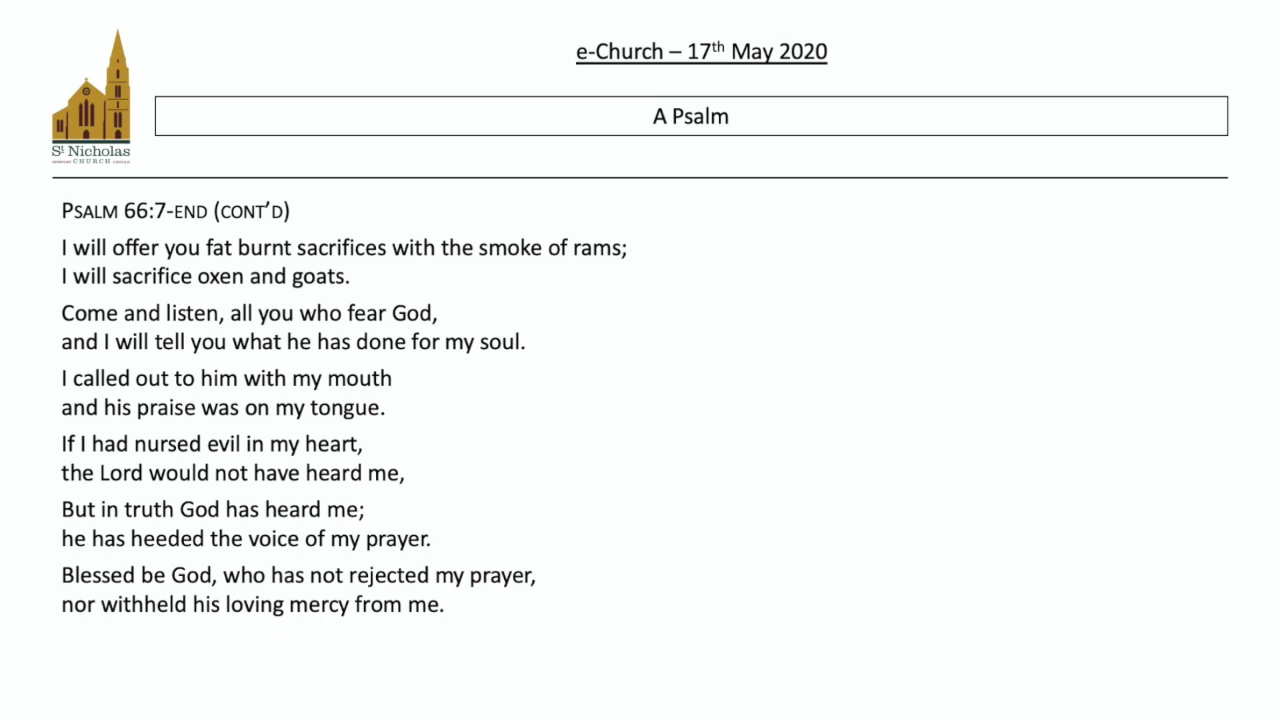 e-Church – 17th May 2020
A Psalm
St Nicholas
NEWPORT CHURCH LINCOLN
PSALM 66:7-END (CONT’D)
I will offer you fat burnt sacrifices with the smoke of rams;
I will sacrifice oxen and goats.
Come and listen, all you who fear God,
and I will tell you what he has done for my soul.
I called out to him with my mouth
and his praise was on my tongue.
If I had nursed evil in my heart,
the Lord would not have heard me,
But in truth God has heard me;
he has heeded the voice of my prayer.
Blessed be God, who has not rejected my prayer,
nor withheld his loving mercy from me.